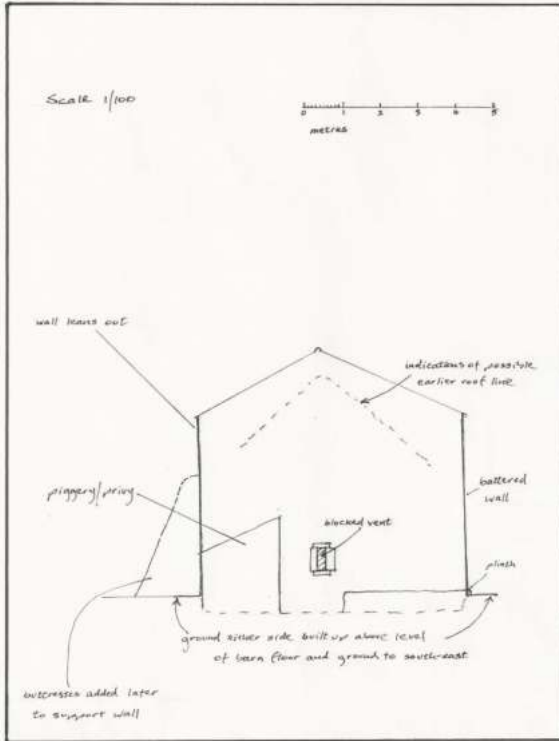 Scale 1/100
0 1 2 3 4 5
metres
wall leans out
indications of possible
earlier roof line
piggery/privy
battered
wall
blocked vent
plinth
ground either side built up above level
of barn floor and ground to south-east
buttresses added later
to support wall